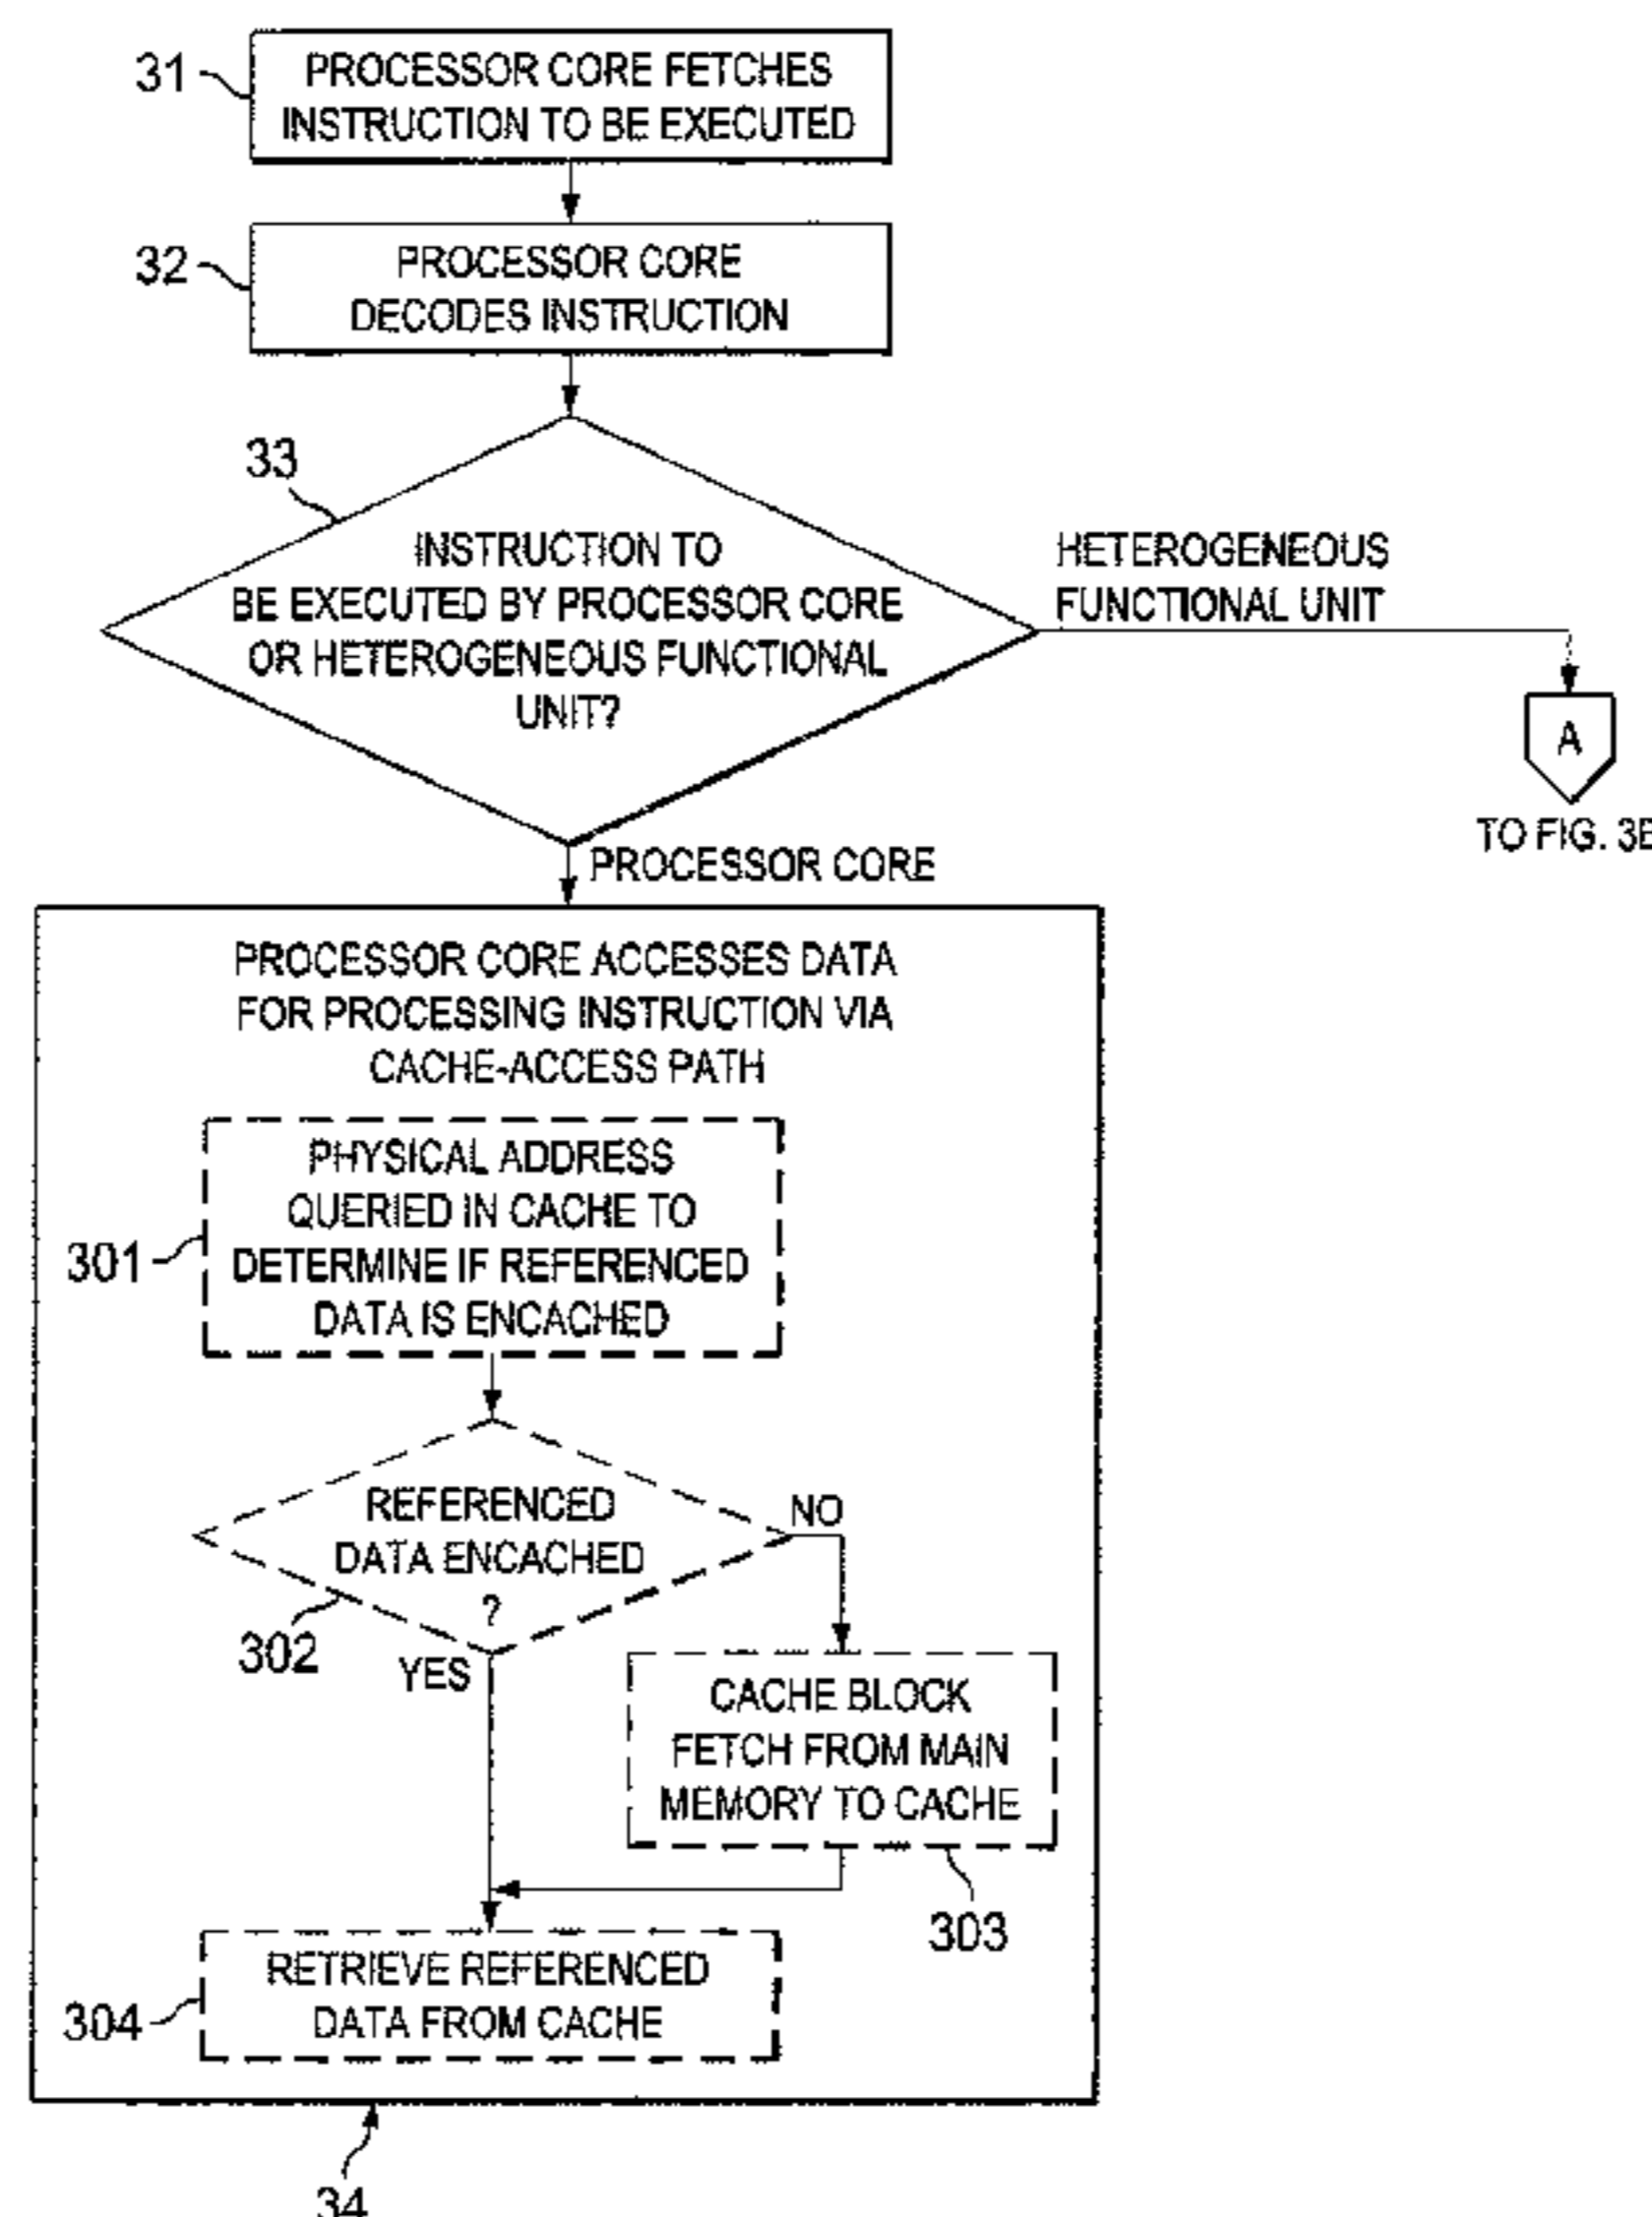 31
PROCESSOR CORE FETCHES
INSTRUCTION TO BE EXECUTED
32
PROCESSOR CORE
DECODES INSTRUCTION
33
INSTRUCTION TO
BE EXECUTED BY PROCESSOR CORE
OR HETEROGENEOUS FUNCTIONAL
UNIT?
HETEROGENEOUS
FUNCTIONAL UNIT
A
TO FIG. 3B
PROCESSOR CORE
PROCESSOR CORE ACCESSES DATA
FOR PROCESSING INSTRUCTION VIA
CACHE-ACCESS PATH
301
PHYSICAL ADDRESS
QUERIED IN CACHE TO
DETERMINE IF REFERENCED
DATA IS ENCACHED
REFERENCED
DATA ENCACHED
?
302
NO
YES
CACHE BLOCK
FETCH FROM MAIN
MEMORY TO CACHE
303
304
RETRIEVE REFERENCED
DATA FROM CACHE
34